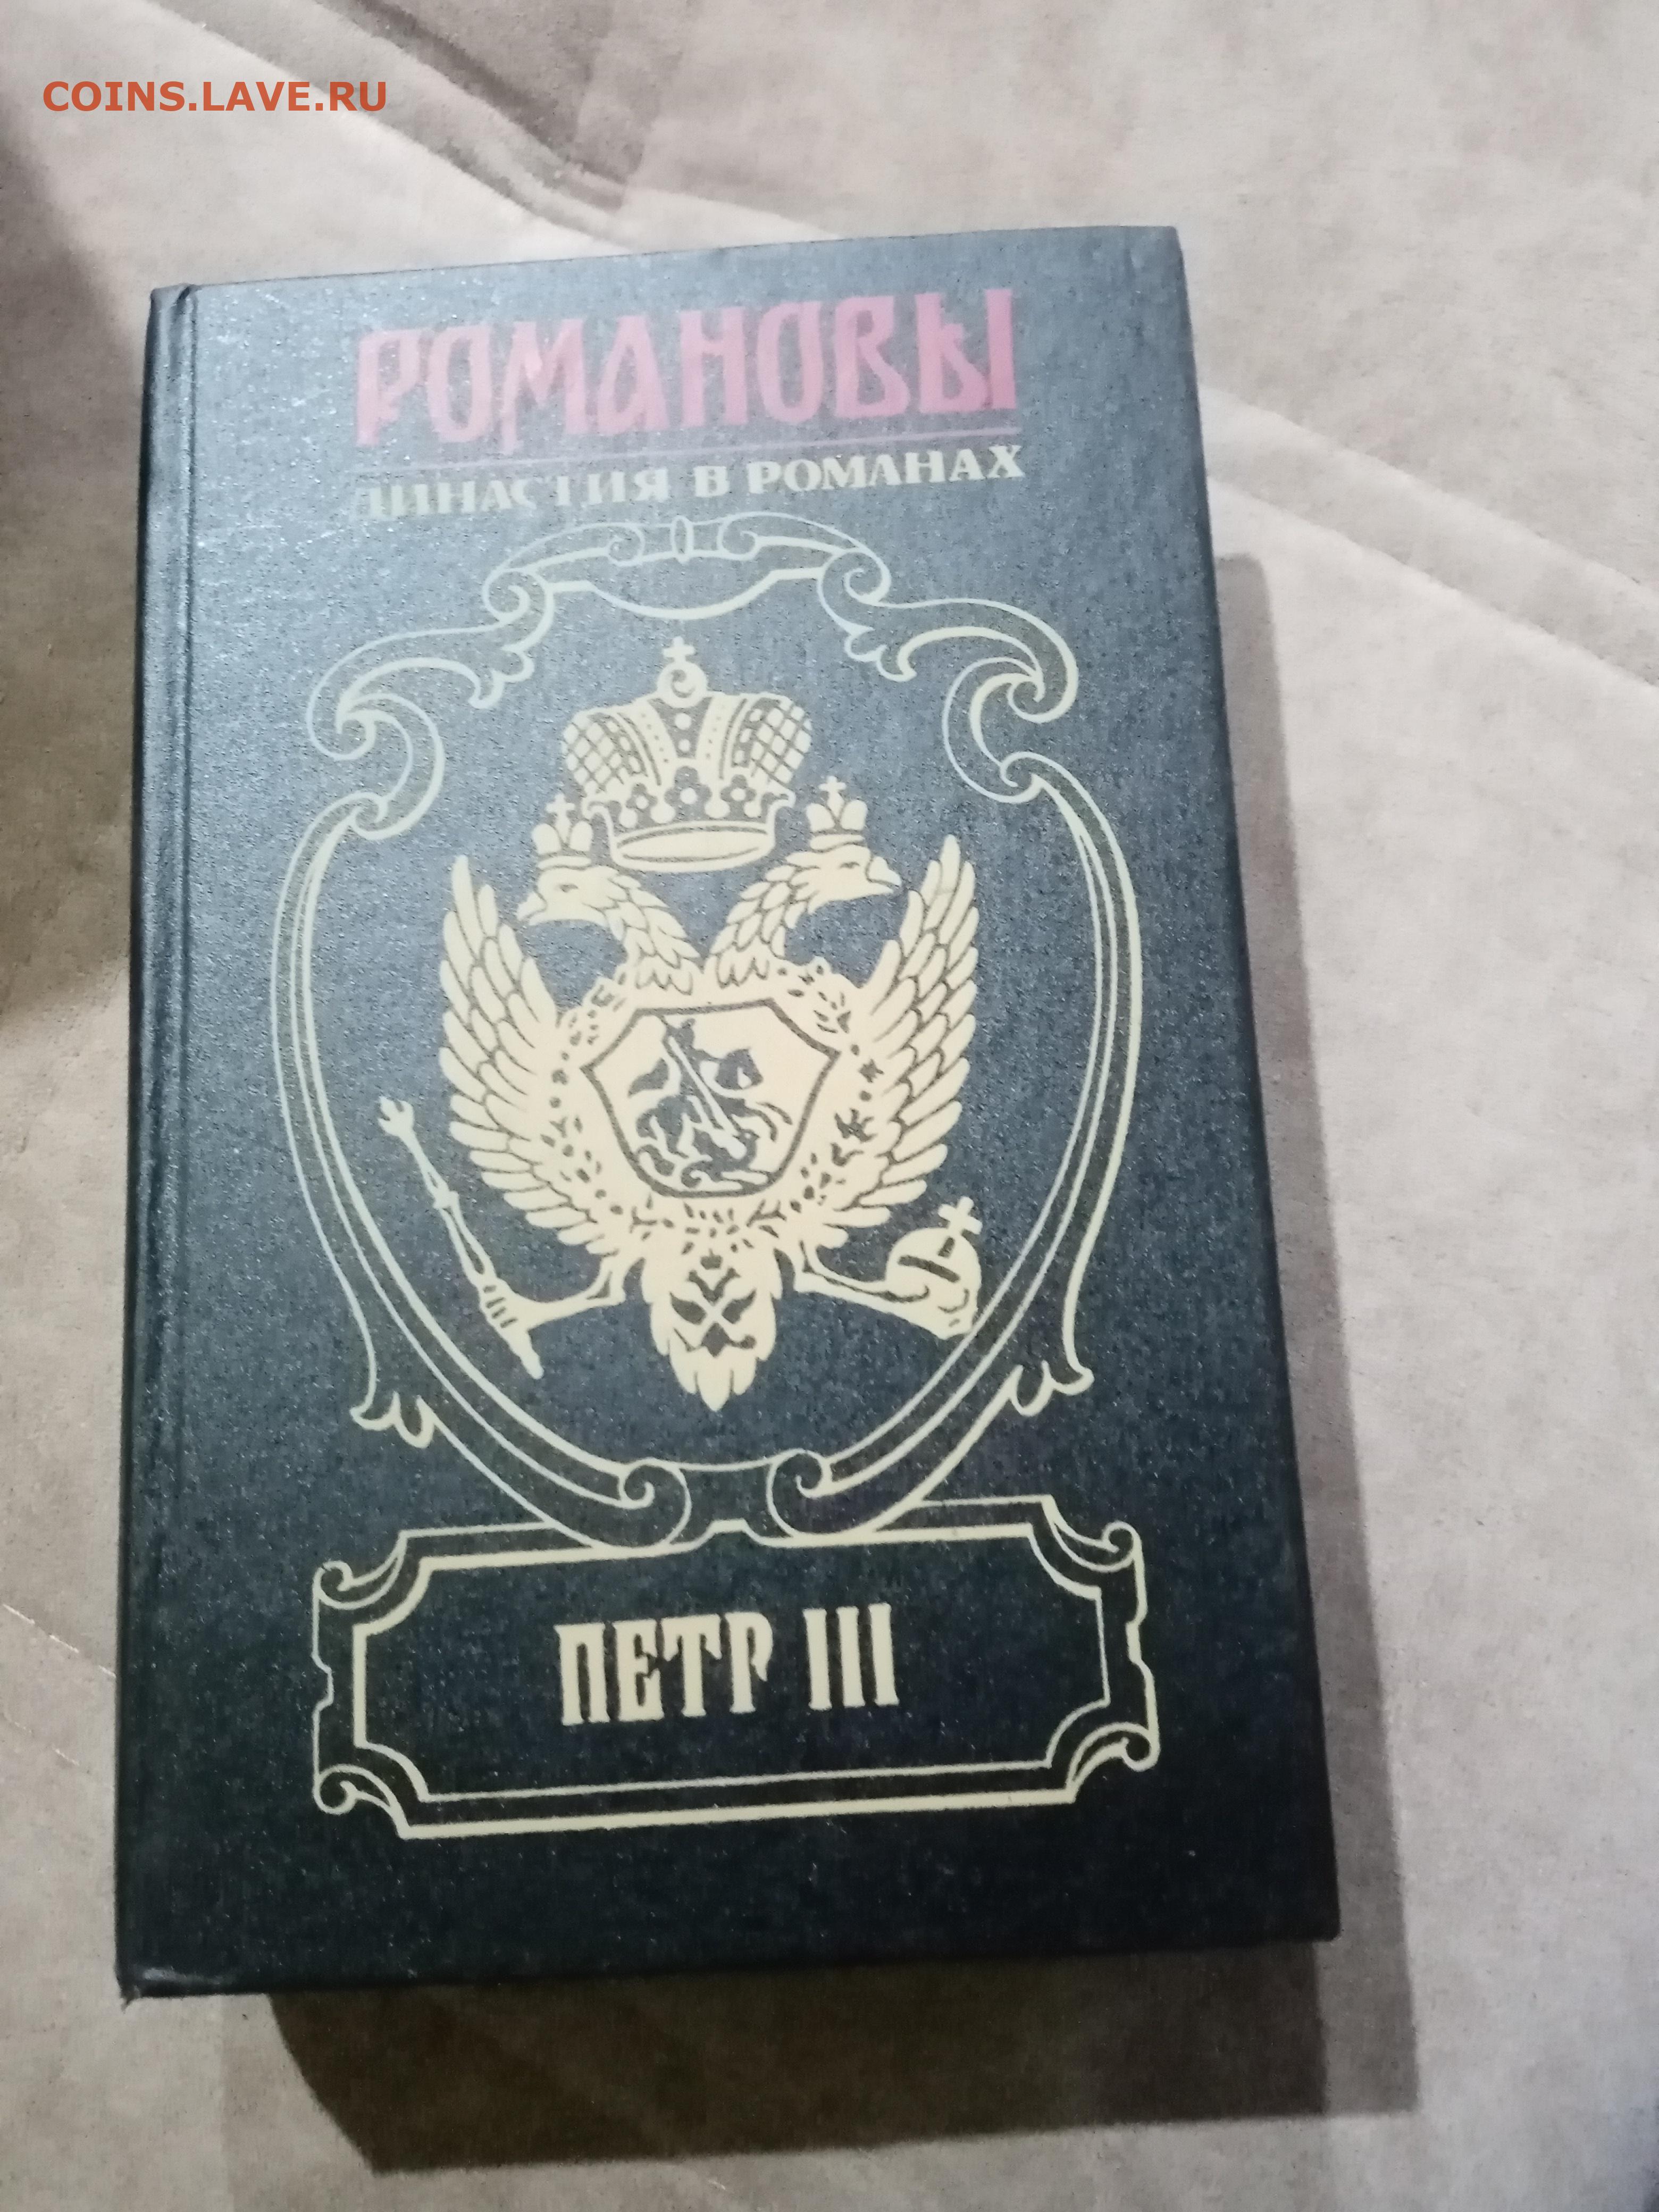 COINS.LAVE.RU
РОМАНОВЫ
ДИНАСТИЯ В РОМАНАХ
ПЕТР III